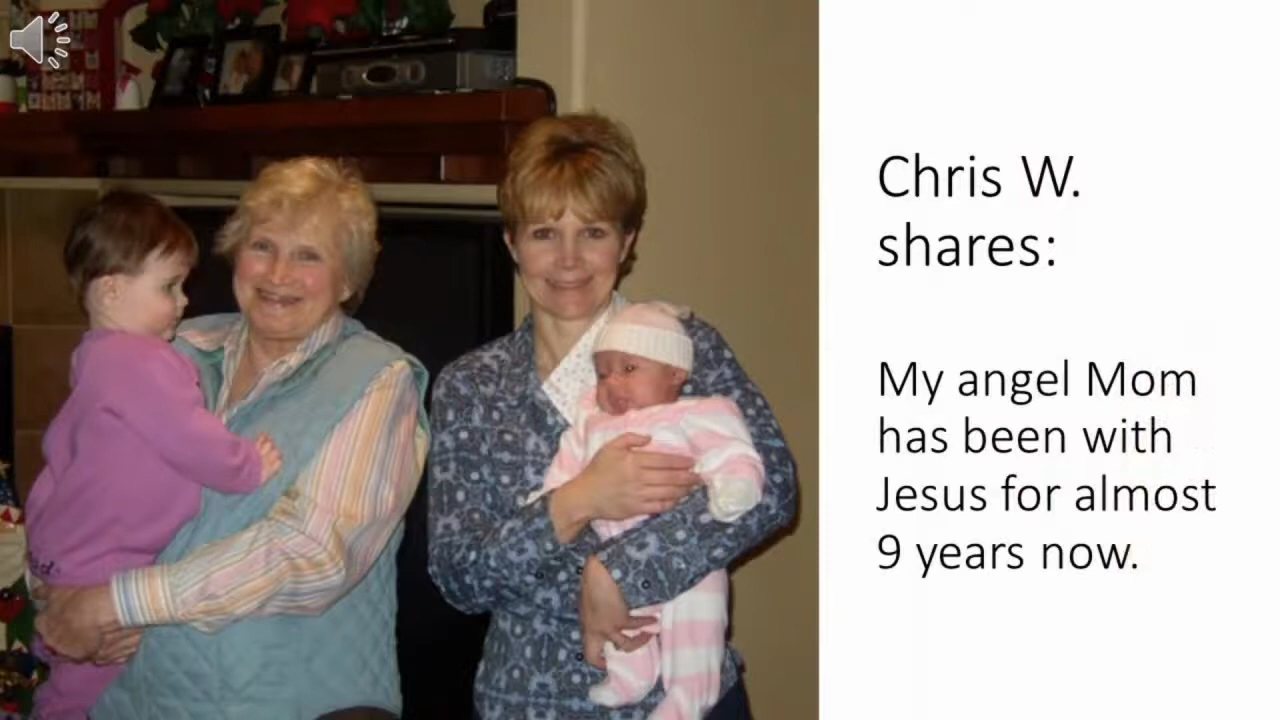 Chris W.
shares:
My angel Mom
has been with
Jesus for almost
9 years now.